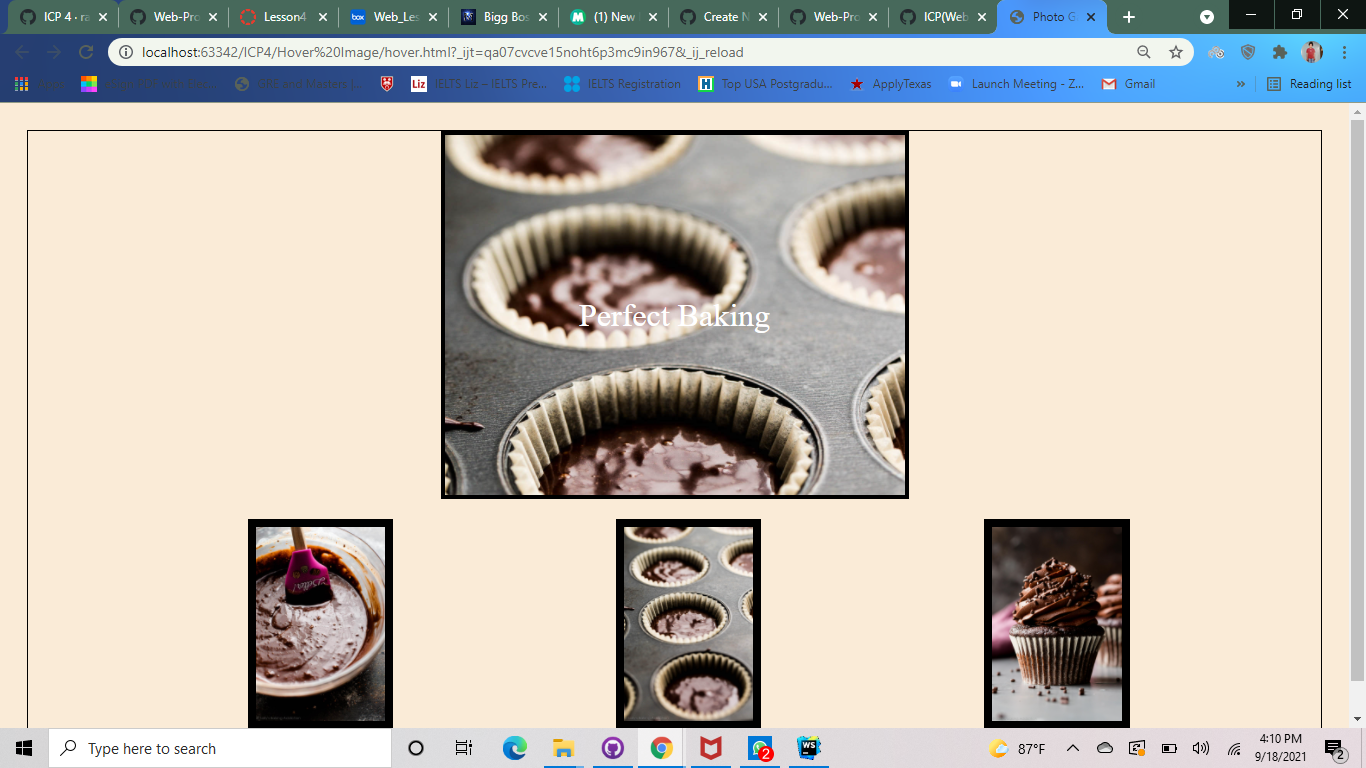 ICP 4 · ra
Web-Pro
Lesson4
box
Web_Les
Bigg Bos
(1) New
Create N
Web-Pro
ICP(Web
Photo G
localhost:63342/ICP4/Hover%20Image/hover.html?_ijt=qa07cvcve15noht6p3mc9in967&_ij_reload
Liz
IELTS Liz – IELTS Pre...
IELTS Registration
H
Top USA Postgradu...
ApplyTexas
Launch Meeting - Z...
Gmail
»
Reading list
Perfect Baking
Type here to search
2
WS
87°F
4:10 PM
9/18/2021
2